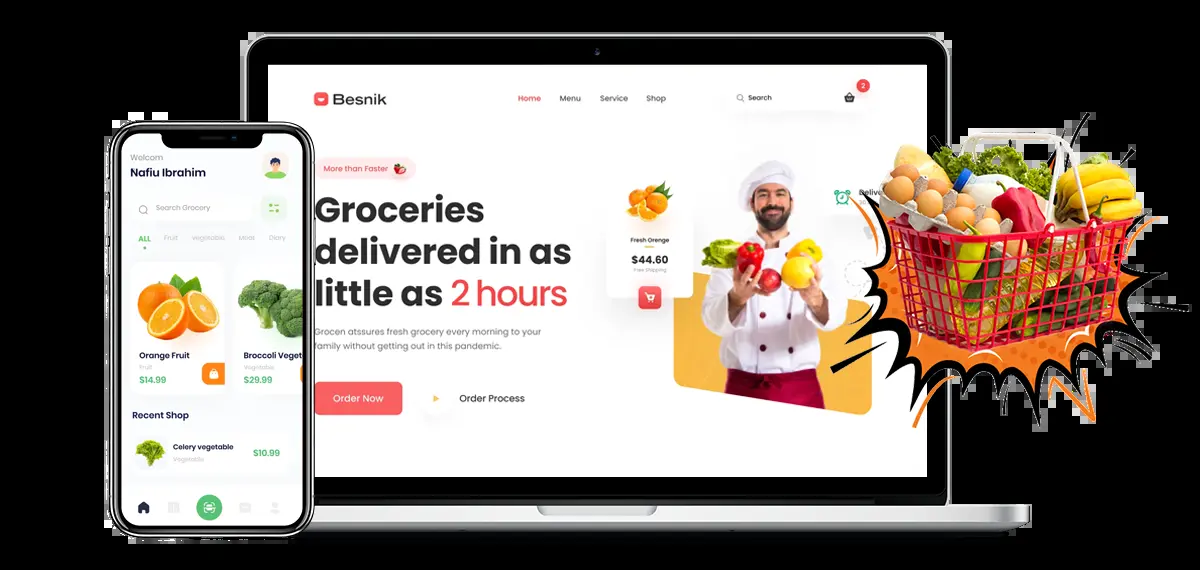 Welcom
Nafiu Ibrahim
Search Grocery
ALL Fruit Vegetable Meat Diary
Orange Fruit
Fruit
$14.99
Broccoli Veget
Vegetable
$29.99
Recent Shop
Celery vegetable
Vegetable
$10.99
Besnik
Home Menu Service Shop
Search
2
More than Faster
Groceries
delivered in as
little as 2 hours
Grocen atssures fresh grocery every morning to your
family without getting out in this pandemic.
Order Now
Order Process
Fresh Orenge
$44.60
Free Shipping
Delive